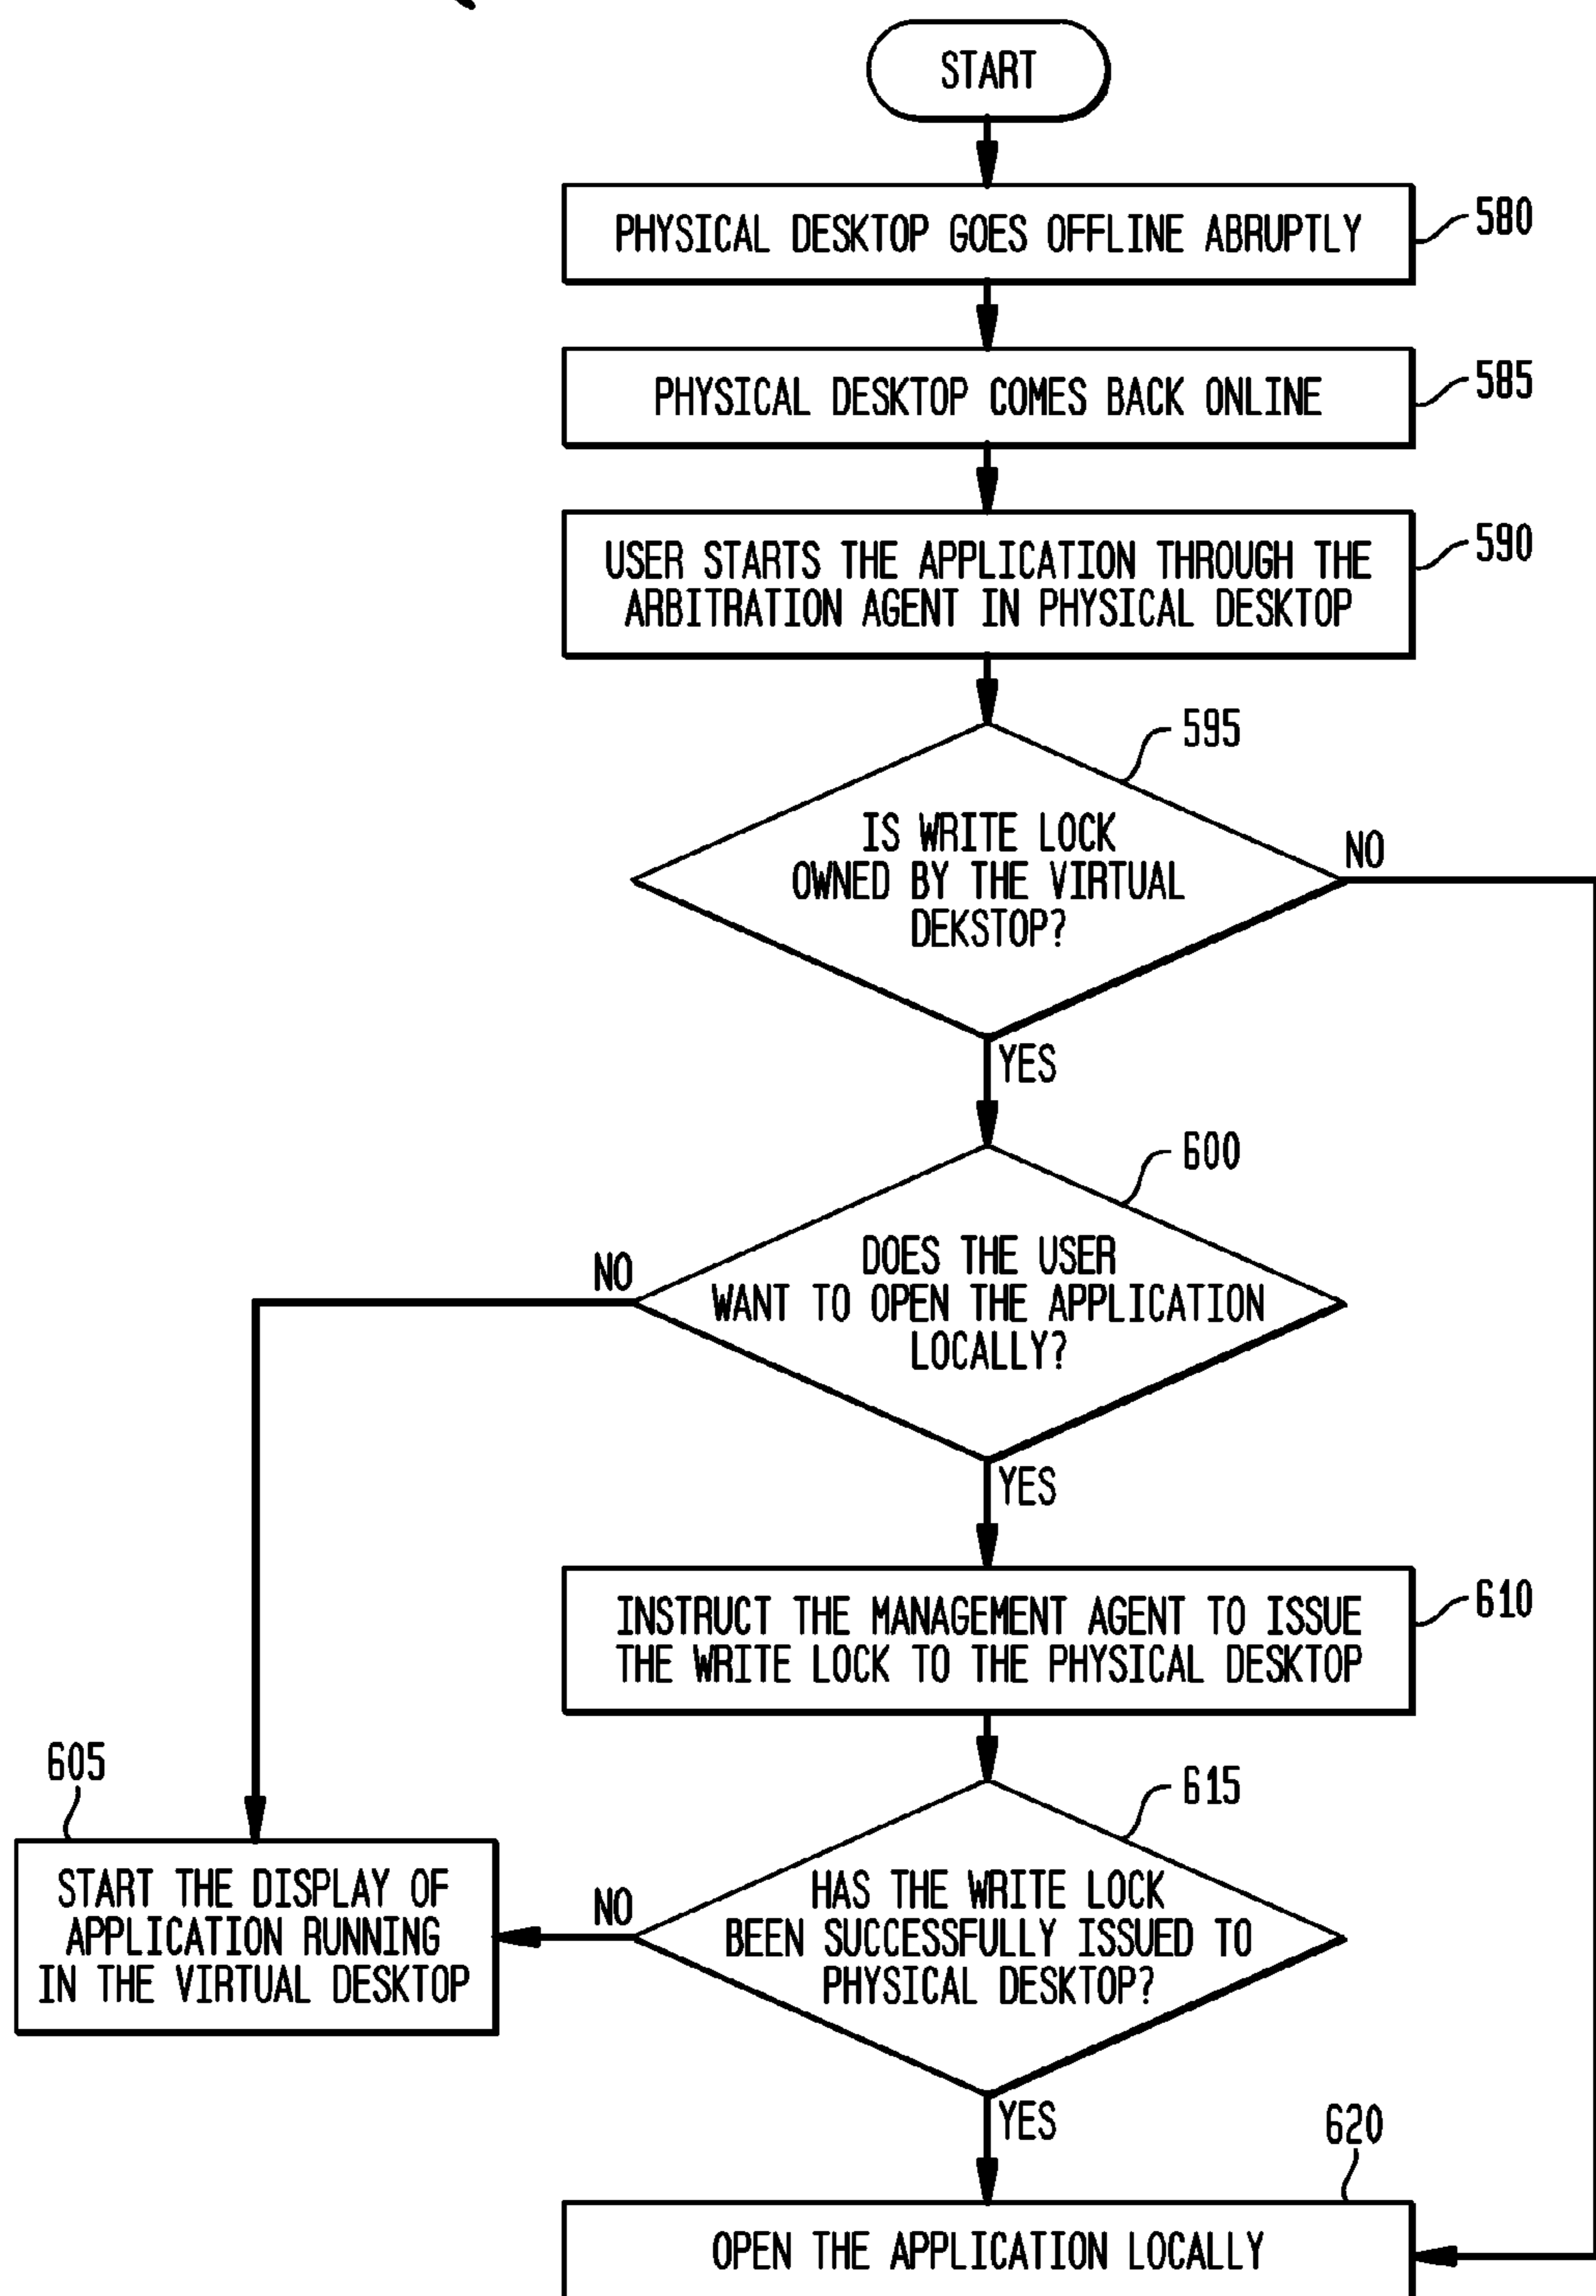 START
PHYSICAL DESKTOP GOES OFFLINE ABRUPTLY
580
PHYSICAL DESKTOP COMES BACK ONLINE
585
USER STARTS THE APPLICATION THROUGH THE
ARBITRATION AGENT IN PHYSICAL DESKTOP
590
595
IS WRITE LOCK
OWNED BY THE VIRTUAL
DEKSTOP?
NO
YES
600
DOES THE USER
WANT TO OPEN THE APPLICATION
LOCALLY?
NO
YES
INSTRUCT THE MANAGEMENT AGENT TO ISSUE
THE WRITE LOCK TO THE PHYSICAL DESKTOP
610
605
START THE DISPLAY OF
APPLICATION RUNNING
IN THE VIRTUAL DESKTOP
615
HAS THE WRITE LOCK
BEEN SUCCESSFULLY ISSUED TO
PHYSICAL DESKTOP?
NO
YES
620
OPEN THE APPLICATION LOCALLY